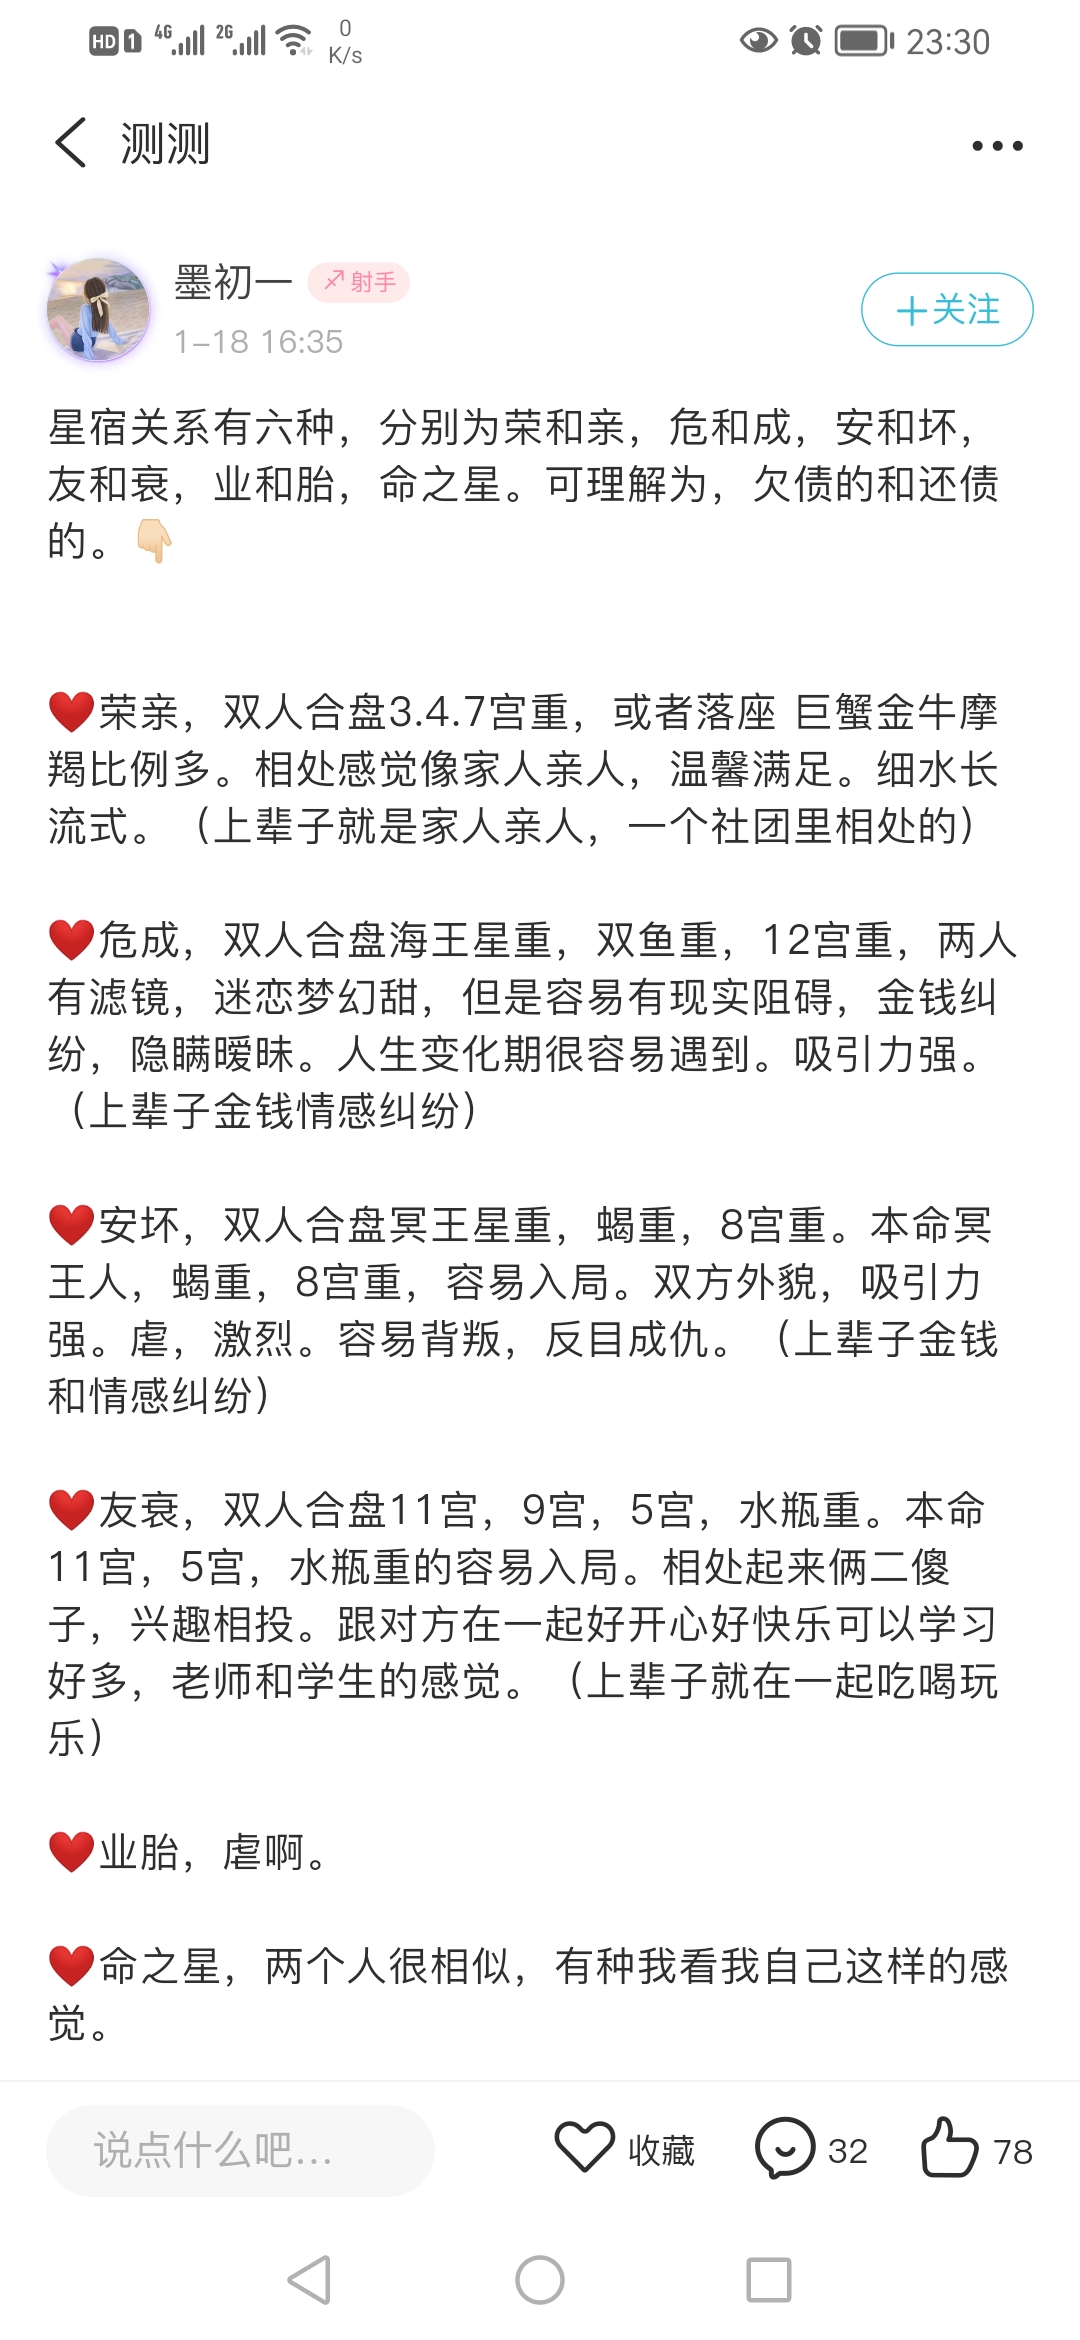 HD 1 4G 2G 0 K/s 23:30
测测
墨初一 射手
1-18 16:35
+关注
星宿关系有六种，分别为荣和亲，危和成，安和坏，
友和衰，业和胎，命之星。可理解为，欠债的和还债
的。👇🏻
❤️荣亲，双人合盘3.4.7宫重，或者落座 巨蟹金牛摩
羯比例多。相处感觉像家人亲人，温馨满足。细水长
流式。（上辈子就是家人亲人，一个社团里相处的）
❤️危成，双人合盘海王星重，双鱼重，12宫重，两人
有滤镜，迷恋梦幻甜，但是容易有现实阻碍，金钱纠
纷，隐瞒暧昧。人生变化期很容易遇到。吸引力强。
（上辈子金钱情感纠纷）
❤️安坏，双人合盘冥王星重，蝎重，8宫重。本命冥
王人，蝎重，8宫重，容易入局。双方外貌，吸引力
强。虐，激烈。容易背叛，反目成仇。（上辈子金钱
和情感纠纷）
❤️友衰，双人合盘11宫，9宫，5宫，水瓶重。本命
11宫，5宫，水瓶重的容易入局。相处起来俩二傻
子，兴趣相投。跟对方在一起好开心好快乐可以学习
好多，老师和学生的感觉。（上辈子就在一起吃喝玩
乐）
❤️业胎，虐啊。
❤️命之星，两个人很相似，有种我看我自己这样的感
觉。
说点什么吧... 收藏 32 78